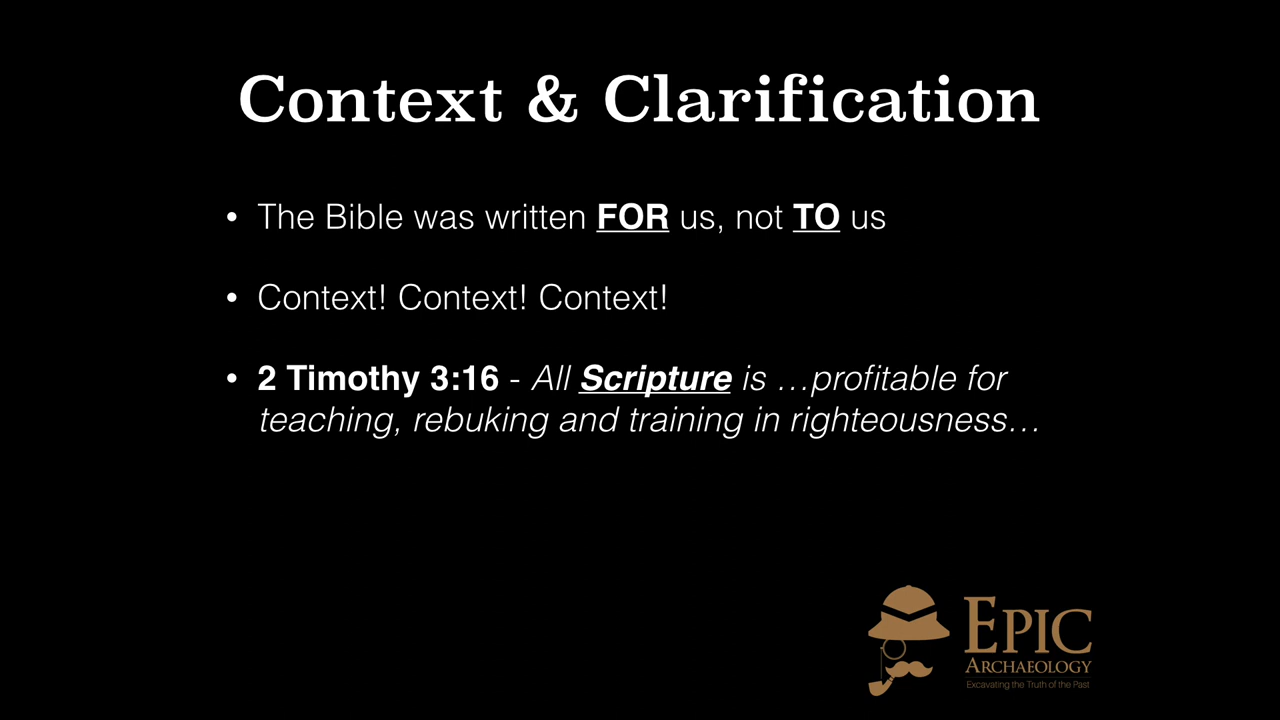 Context & Clarification
• The Bible was written FOR us, not TO us
• Context! Context! Context!
• 2 Timothy 3:16 - All Scripture is …profitable for
teaching, rebuking and training in righteousness…
EPIC
ARCHAEOLOGY
Excavating the Truth of the Past